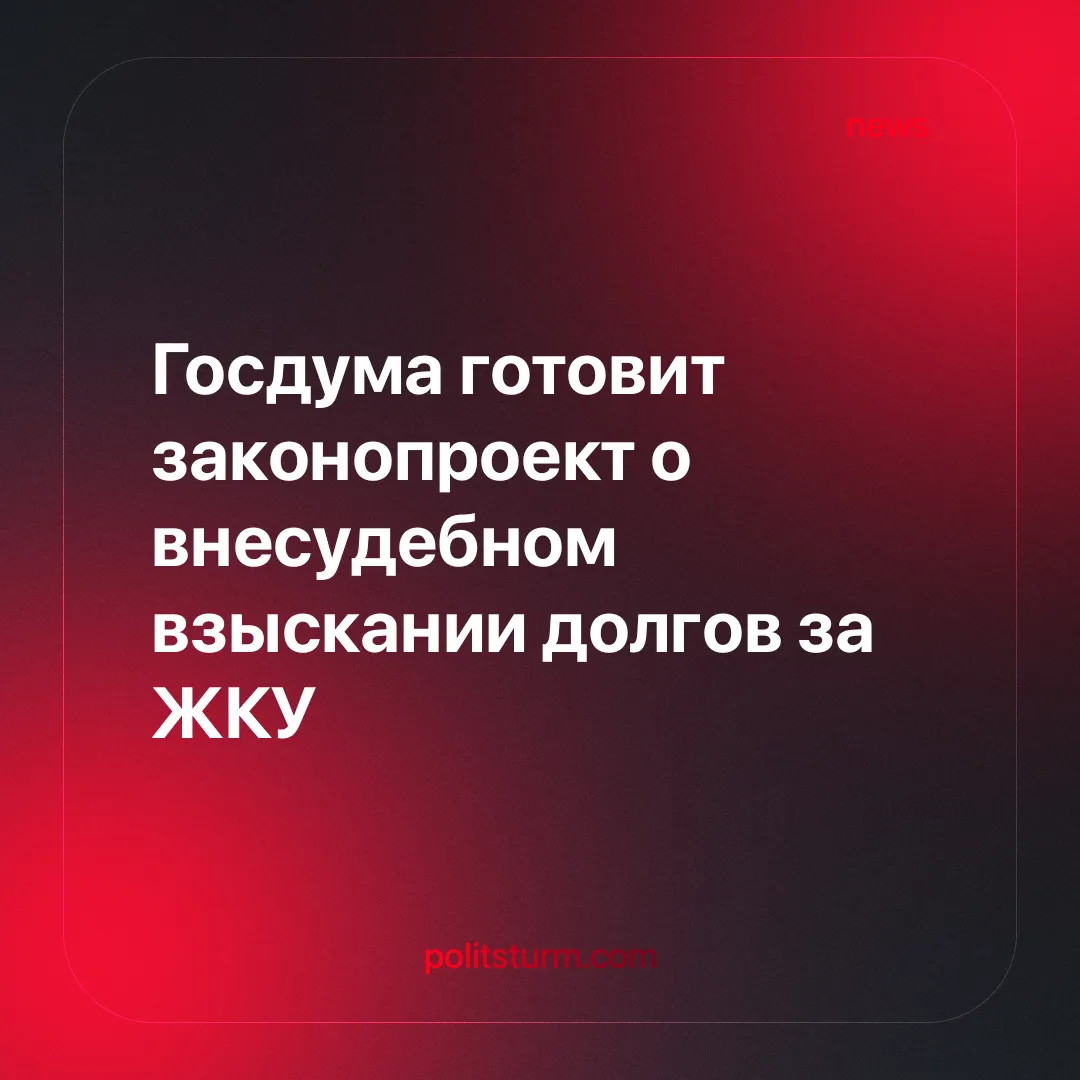 news
Госдума готовит
законопроект о
внесудебном
взыскании долгов за
ЖКУ
politsturm.com